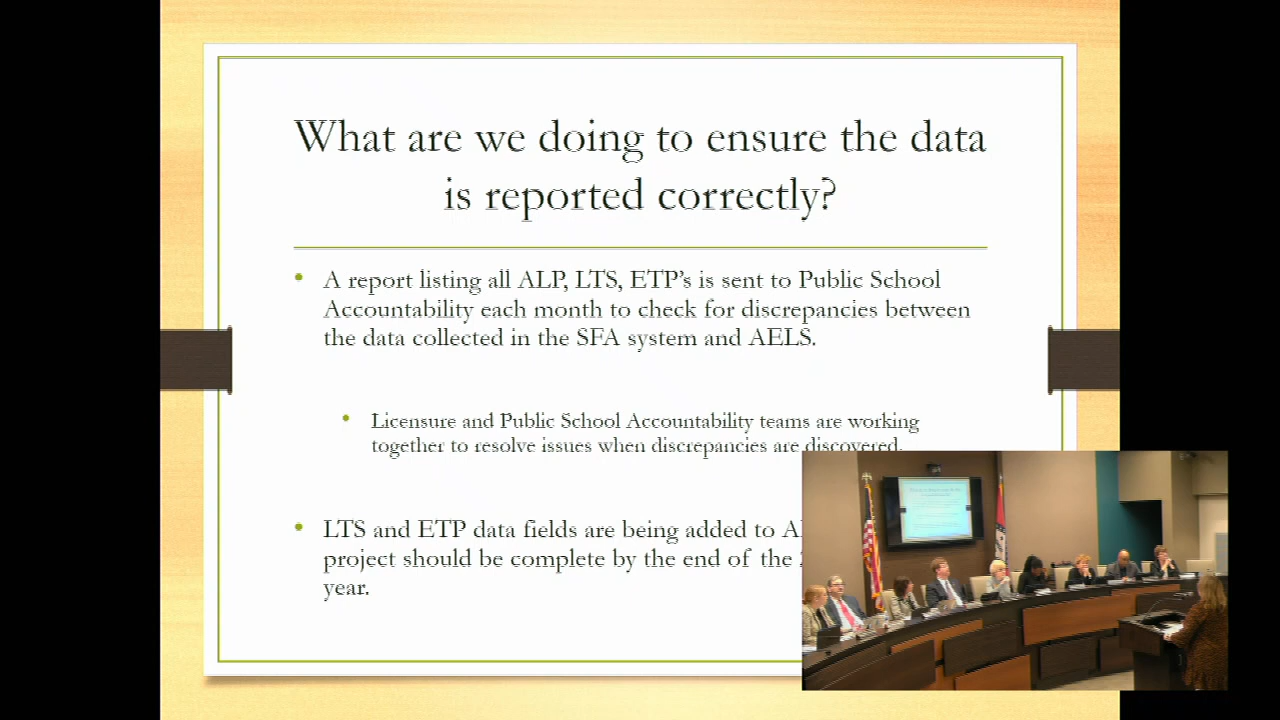 What are we doing to ensure the data
is reported correctly?
• A report listing all ALP, LTS, ETP’s is sent to Public School
Accountability each month to check for discrepancies between
the data collected in the SFA system and AELS.
• Licensure and Public School Accountability teams are working
together to resolve issues when discrepancies are discovered.
• LTS and ETP data fields are being added to
project should be complete by the end of the
year.